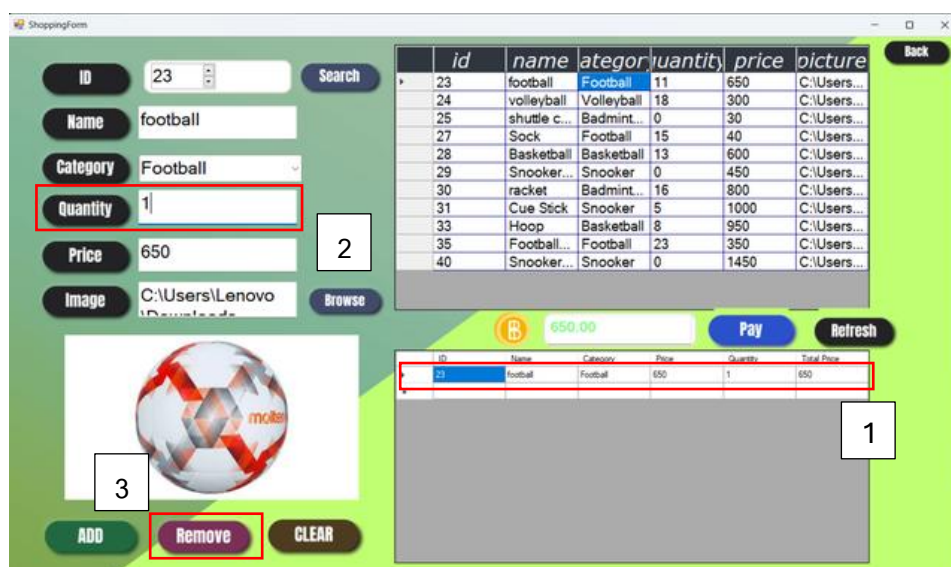 ShoppingForm
Back
ID 23 Search
Name football
Category Football
Quantity 1
2
Price 650
Image C:\Users\Lenovo Browse
id name ategor uantity price picture
23 football Football 11 650 C:\Users...
24 volleyball Volleyball 18 300 C:\Users...
25 shuttle c... Badmint... 0 30 C:\Users...
27 Sock Football 15 40 C:\Users...
28 Basketball Basketball 13 600 C:\Users...
29 Snooker... Snooker 0 450 C:\Users...
30 racket Badmint... 16 800 C:\Users...
31 Cue Stick Snooker 5 1000 C:\Users...
33 Hoop Basketball 8 950 C:\Users...
35 Football... Football 23 350 C:\Users...
40 Snooker... Snooker 0 1450 C:\Users...
B 650.00 Pay Refresh
ID Name Category Price Quantity Total Price
23 football Football 650 1 650
1
molten
3
ADD Remove CLEAR